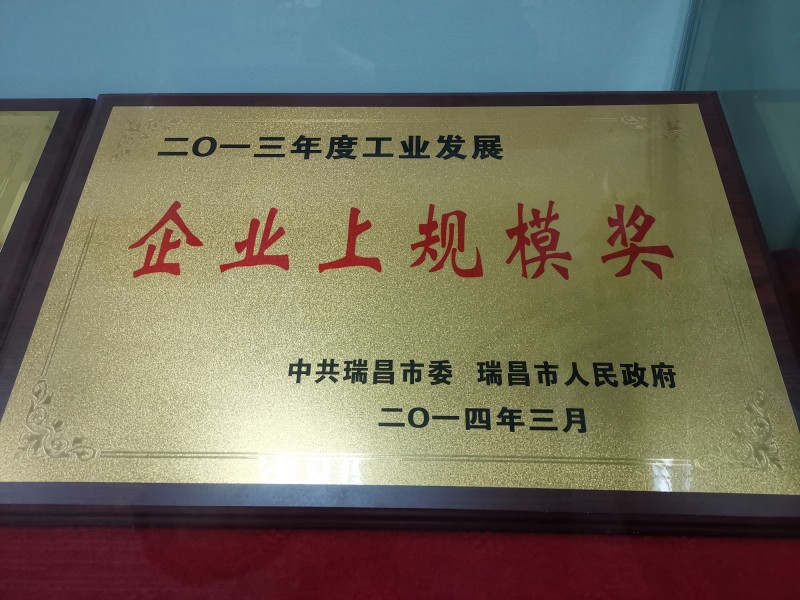 二〇一三年度工业发展
企业上规模奖
中共瑞昌市委 瑞昌市人民政府
二〇一四年三月